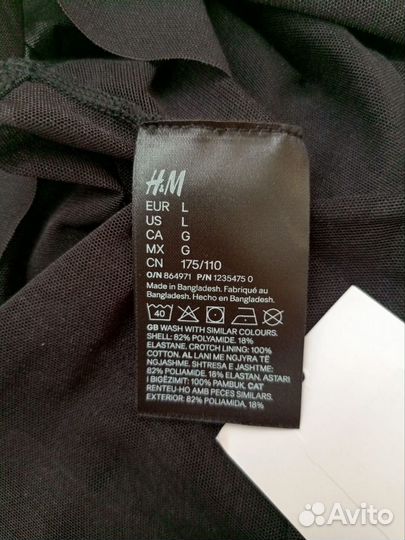 H&M
EUR L
US L
CA G
MX G
CN 175/110
O/N 864971 P/N 1235475 0
Made in Bangladesh. Fabriqué au
Bangladesh. Hecho en Bangladesh.
40
GB WASH WITH SIMILAR COLOURS.
SHELL: 82% POLYAMIDE. 18%
ELASTANE. CROTCH LINING: 100%
COTTON. AL LANI ME NGJYRA TË
NGJASHME. SHTRESA E JASHTME:
82% POLIAMID. 18% ELASTAN. ASTARI
I BIGËZIMIT: 100% PAMBUK. CAT
RENTEU-HO AMB PECES SIMILARS.
EXTERIOR: 82% POLIAMIDA. 18%
Avito